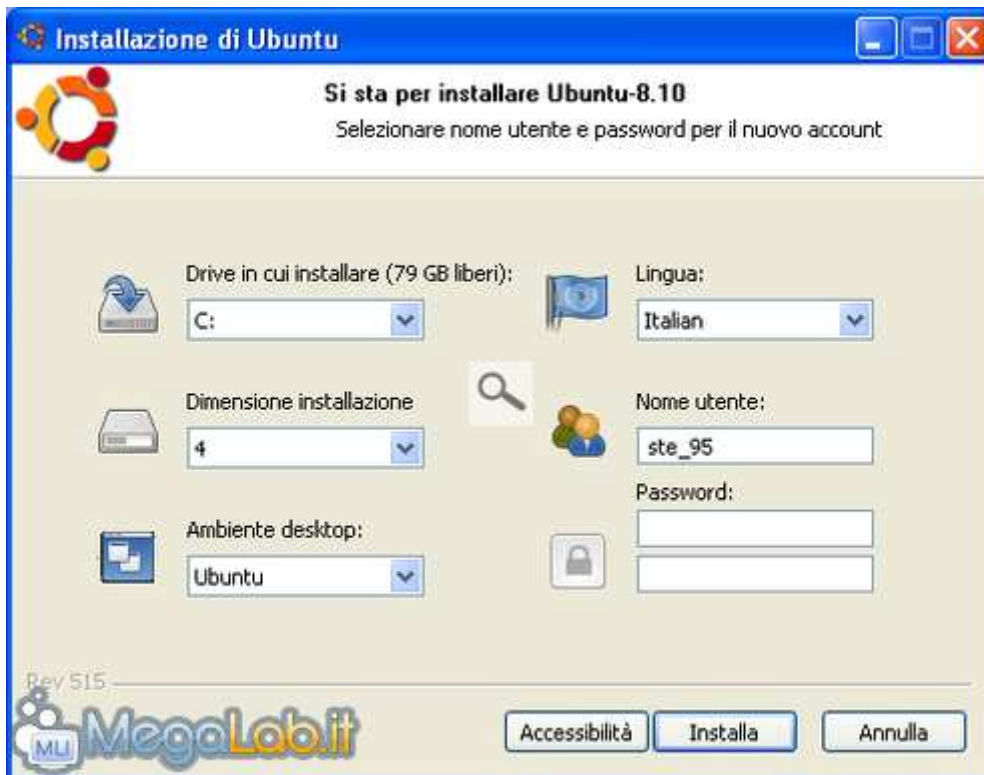 Installazione di Ubuntu
Si sta per installare Ubuntu-8.10
Selezionare nome utente e password per il nuovo account
Drive in cui installare (79 GB liberi):
C:
Lingua:
Italian
Dimensione installazione
4
Nome utente:
ste_95
Password:
Ambiente desktop:
Ubuntu
Rev 515
MLI MegaLab.it
Accessibilità
Installa
Annulla